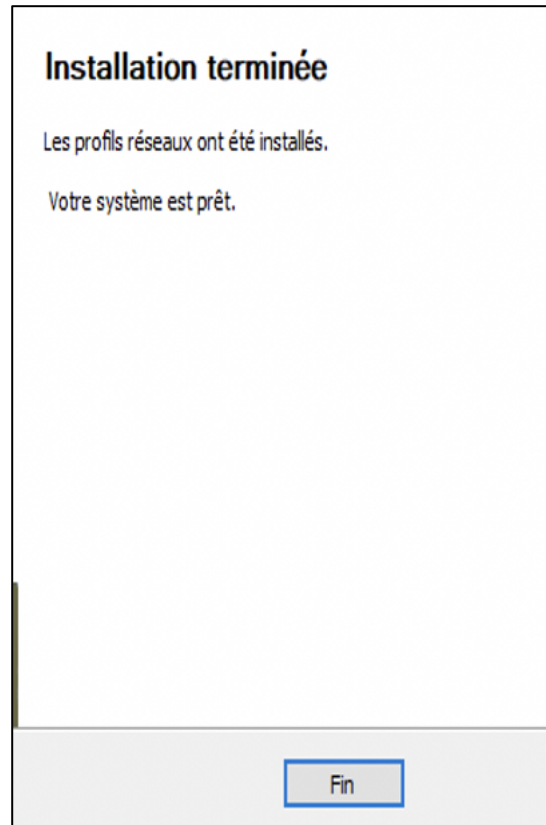 Installation terminée
Les profils réseaux ont été installés.
Votre système est prêt.
Fin